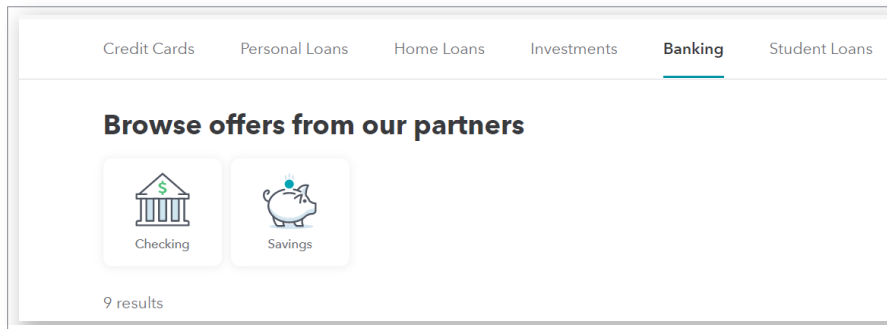 Credit Cards Personal Loans Home Loans Investments Banking Student Loans
Browse offers from our partners
$
Checking Savings
9 results